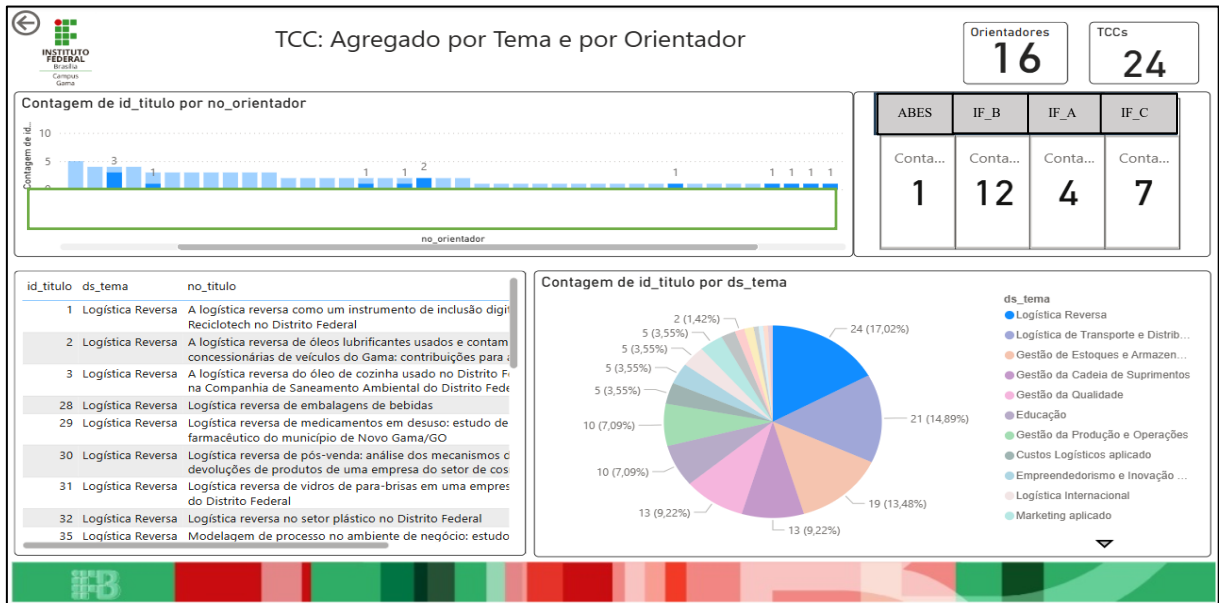 INSTITUTO
FEDERAL
Brasília
Campus
Gama
TCC: Agregado por Tema e por Orientador
Orientadores
16
TCCs
24
Contagem de id_titulo por no_orientador
Contagem de id...
10
5
0
3
1
1
1
2
1
1
1
1
1
no_orientador
ABES IF_B IF_A IF_C
Conta... Conta... Conta... Conta...
1 12 4 7
id_titulo ds_tema no_titulo
1 Logística Reversa A logística reversa como um instrumento de inclusão digit
Reciclotech no Distrito Federal
2 Logística Reversa A logística reversa de óleos lubrificantes usados e contam
concessionárias de veículos do Gama: contribuições para a
3 Logística Reversa A logística reversa do óleo de cozinha usado no Distrito F
na Companhia de Saneamento Ambiental do Distrito Fede
28 Logística Reversa Logística reversa de embalagens de bebidas
29 Logística Reversa Logística reversa de medicamentos em desuso: estudo de
farmacêutico do município de Novo Gama/GO
30 Logística Reversa Logística reversa de pós-venda: análise dos mecanismos d
devoluções de produtos de uma empresa do setor de cos
31 Logística Reversa Logística reversa de vidros de para-brisas em uma empres
do Distrito Federal
32 Logística Reversa Logística reversa no setor plástico no Distrito Federal
35 Logística Reversa Modelagem de processo no ambiente de negócio: estudo
Contagem de id_titulo por ds_tema
24 (17,02%)
21 (14,89%)
19 (13,48%)
13 (9,22%)
13 (9,22%)
10 (7,09%)
10 (7,09%)
5 (3,55%)
5 (3,55%)
5 (3,55%)
5 (3,55%)
2 (1,42%)
ds_tema
Logística Reversa
Logística de Transporte e Distrib...
Gestão de Estoques e Armazen...
Gestão da Cadeia de Suprimentos
Gestão da Qualidade
Educação
Gestão da Produção e Operações
Custos Logísticos aplicado
Empreendedorismo e Inovação ...
Logística Internacional
Marketing aplicado
IFB